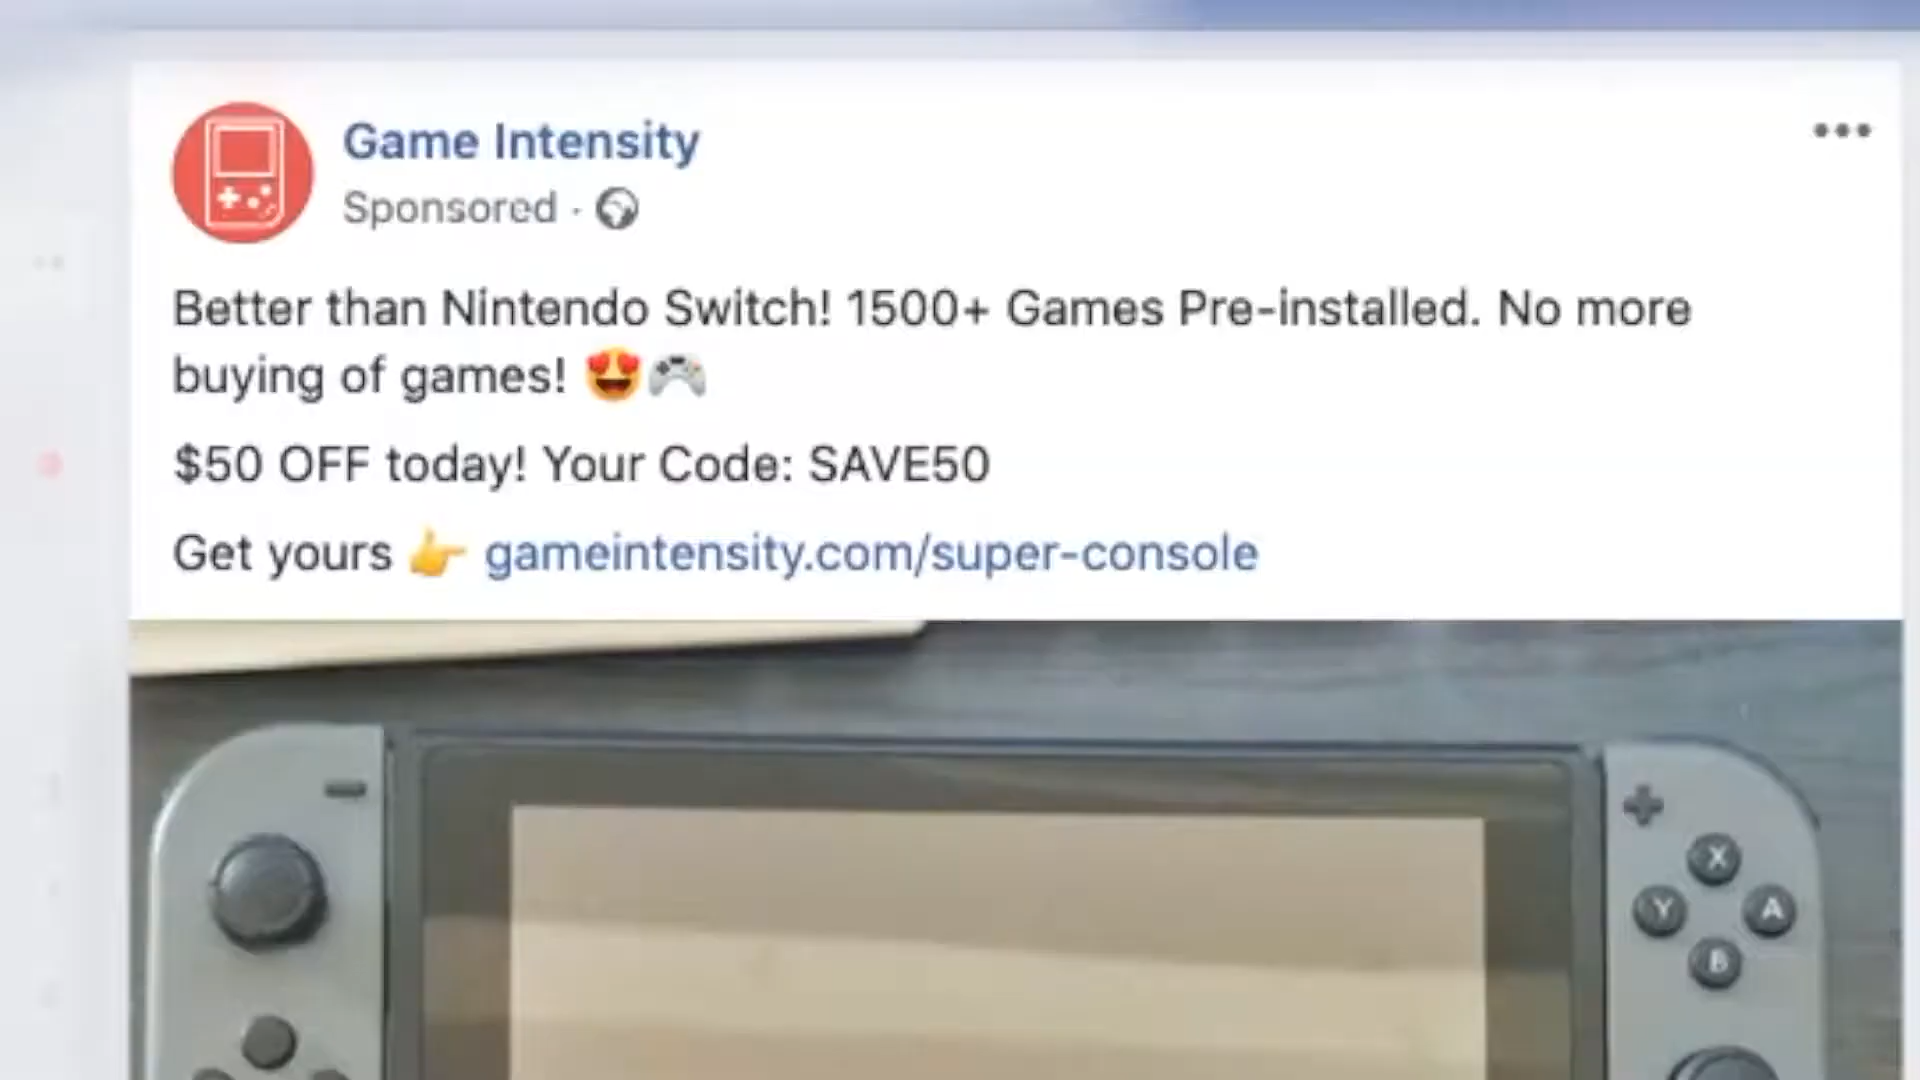 Game Intensity
Sponsored ·
Better than Nintendo Switch! 1500+ Games Pre-installed. No more
buying of games! 😍🎮
$50 OFF today! Your Code: SAVE50
Get yours 👉 gameintensity.com/super-console
X
Y A
B